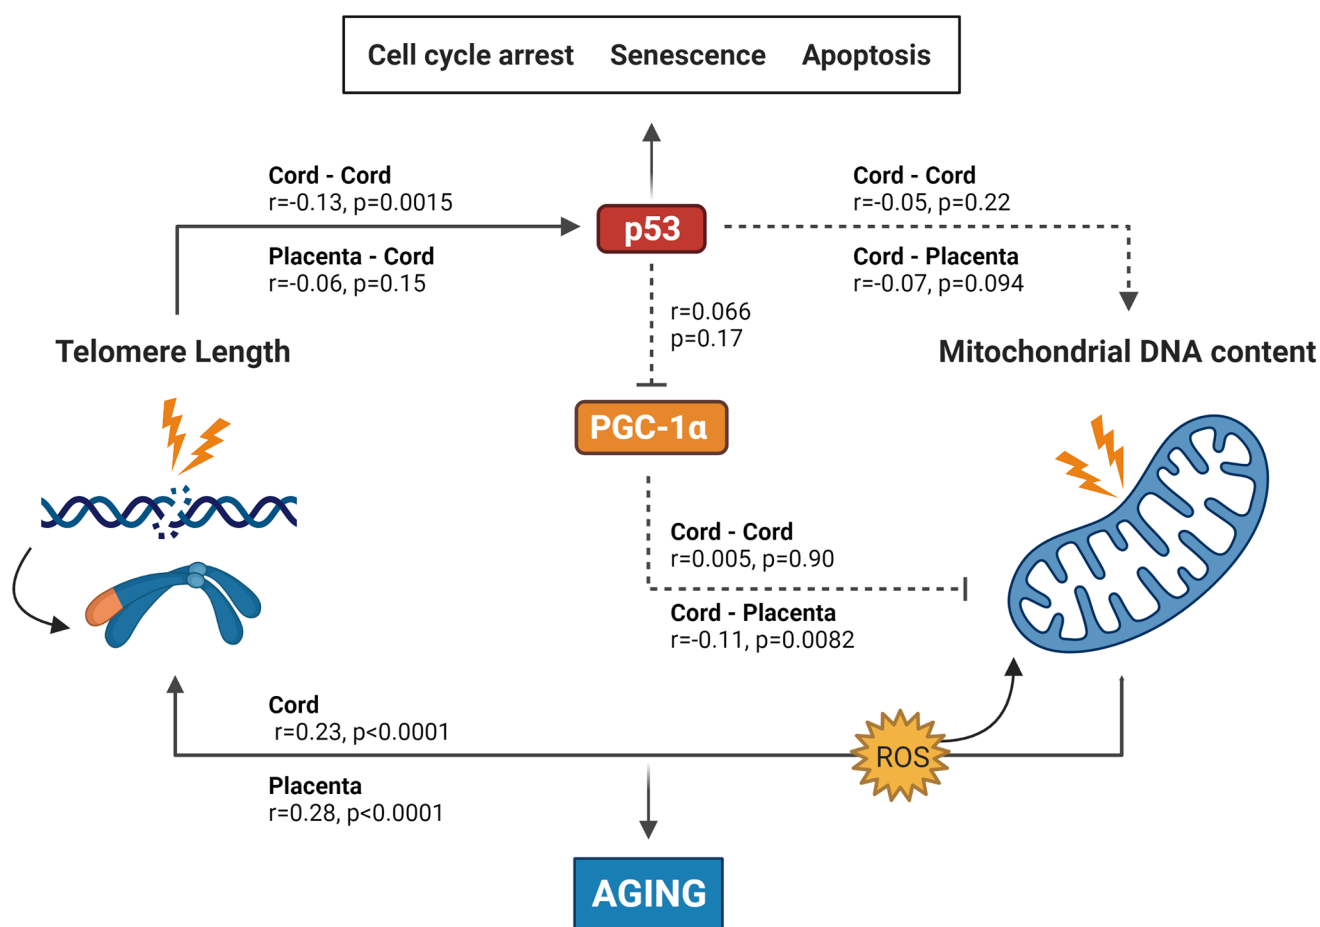 Cell cycle arrest Senescence Apoptosis
Cord - Cord
r=-0.13, p=0.0015
Placenta - Cord
r=-0.06, p=0.15
p53
Cord - Cord
r=-0.05, p=0.22
Cord - Placenta
r=-0.07, p=0.094
r=0.066
p=0.17
Telomere Length
Mitochondrial DNA content
PGC-1α
Cord - Cord
r=0.005, p=0.90
Cord - Placenta
r=-0.11, p=0.0082
Cord
r=0.23, p<0.0001
Placenta
r=0.28, p<0.0001
ROS
AGING